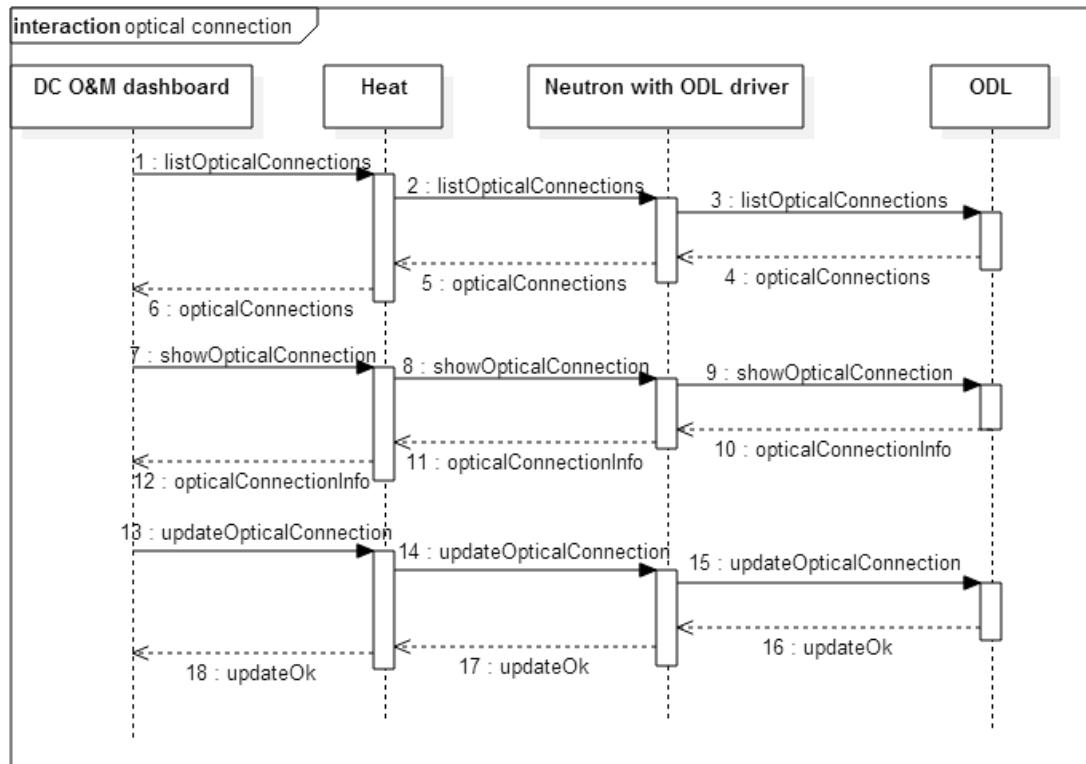 interaction optical connection
DC O&M dashboard
Heat
Neutron with ODL driver
ODL
1 : listOpticalConnections
2 : listOpticalConnections
3 : listOpticalConnections
4 : opticalConnections
5 : opticalConnections
6 : opticalConnections
7 : showOpticalConnection
8 : showOpticalConnection
9 : showOpticalConnection
10 : opticalConnectionInfo
11 : opticalConnectionInfo
12 : opticalConnectionInfo
13 : updateOpticalConnection
14 : updateOpticalConnection
15 : updateOpticalConnection
16 : updateOk
17 : updateOk
18 : updateOk